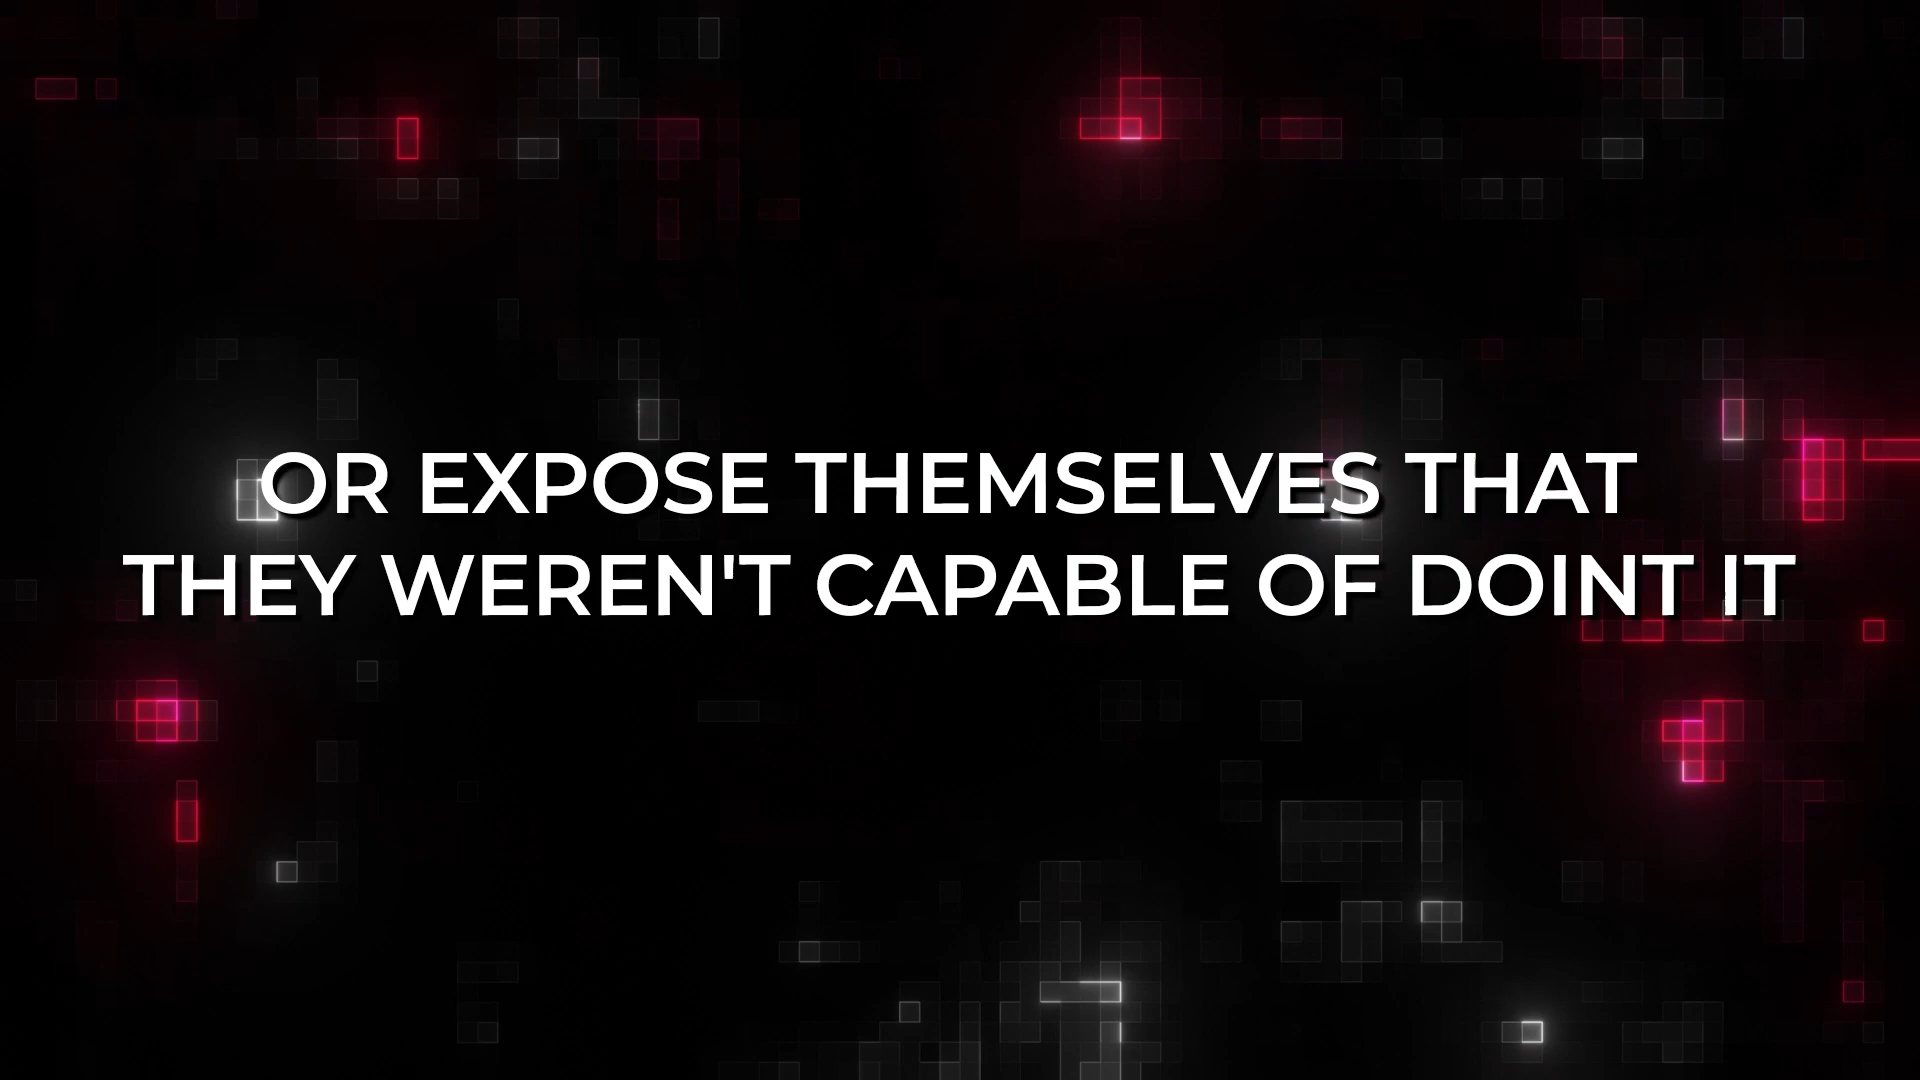 OR EXPOSE THEMSELVES THAT
THEY WEREN'T CAPABLE OF DOINT IT